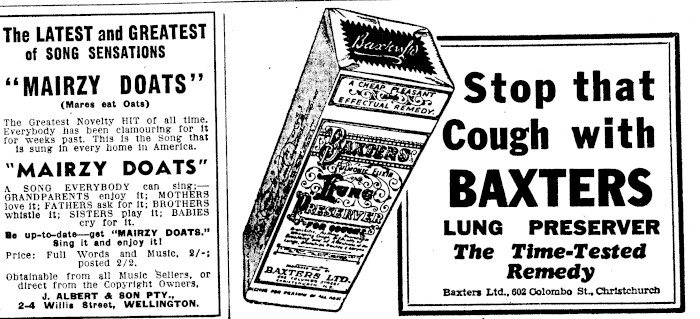 The LATEST and GREATEST
of SONG SENSATIONS
"MAIRZY DOATS"
(Mares eat Oats)
The Greatest Novelty HIT of all time.
Everybody has been clamouring for it
for weeks past. This is the Song that
is sung in every home in America.
"MAIRZY DOATS"
A SONG EVERYBODY can sing;—
GRANDPARENTS enjoy it; MOTHERS
love it; FATHERS ask for it; BROTHERS
whistle it; SISTERS play it; BABIES
cry for it.
Be up-to-date—get "MAIRZY DOATS."
Sing it and enjoy it!
Price: Full Words and Music, 2/-;
posted 2/2.
Obtainable from all Music Sellers, or
direct from the Copyright Owners,
J. ALBERT & SON PTY.,
2-4 Willis Street, WELLINGTON.
Baxter's
A CHEAP, PLEASANT
EFFECTUAL REMEDY.
BAXTERS
LUNG
PRESERVER
FOR COUGHS
BAXTERS LTD.
Stop that
Cough with
BAXTERS
LUNG PRESERVER
The Time-Tested
Remedy
Baxters Ltd., 602 Colombo St., Christchurch